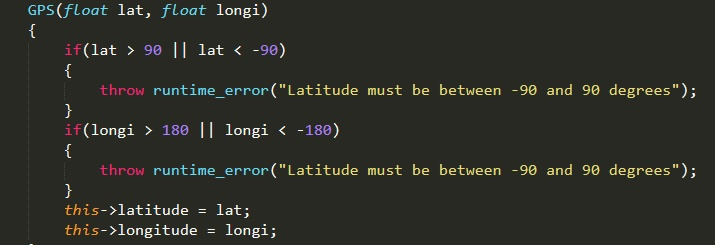 GPS(float lat, float longi)
{
if(lat > 90 || lat < -90)
{
throw runtime_error("Latitude must be between -90 and 90 degrees");
}
if(longi > 180 || longi < -180)
{
throw runtime_error("Latitude must be between -90 and 90 degrees");
}
this->latitude = lat;
this->longitude = longi;